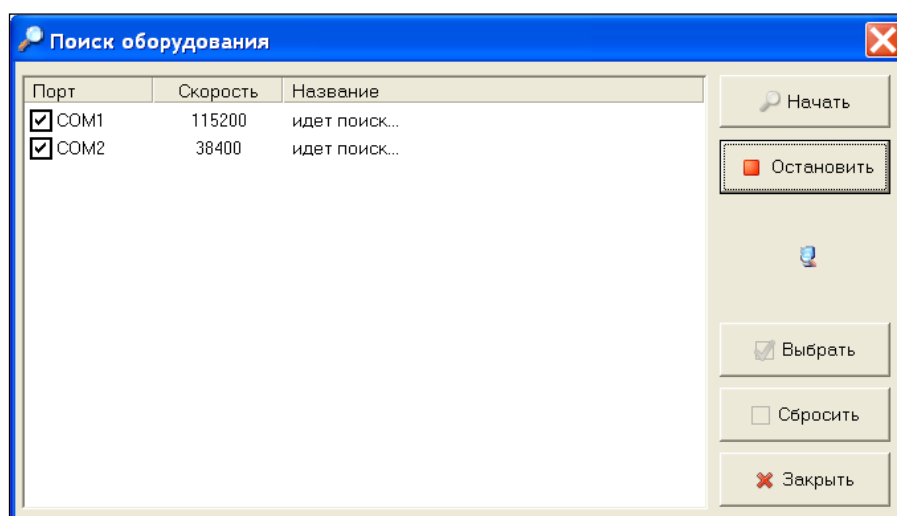 Поиск оборудования
Порт Скорость Название
COM1 115200 идет поиск...
COM2 38400 идет поиск...
Начать
Остановить
Выбрать
Сбросить
Закрыть